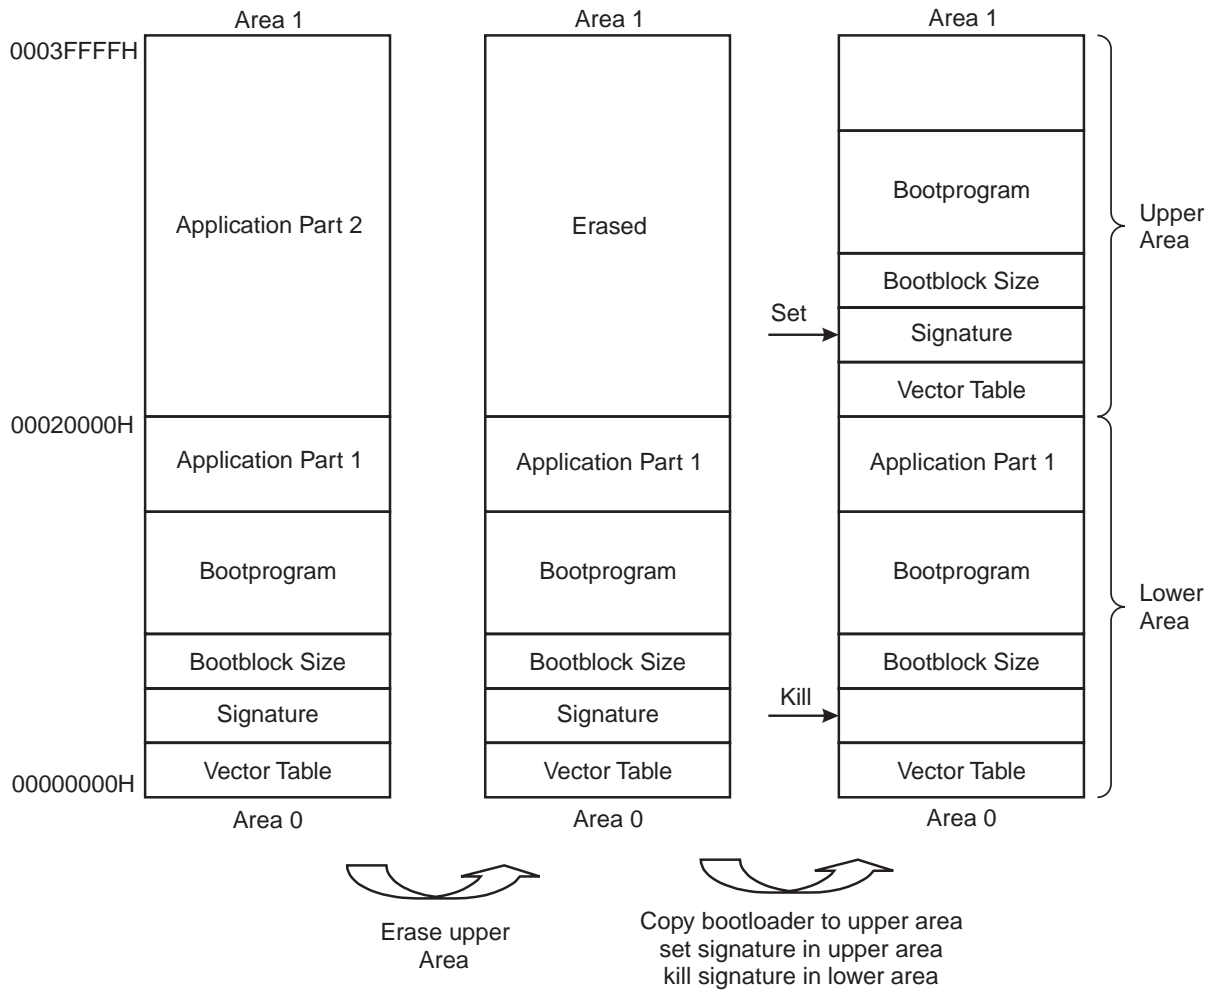 Area 1
Area 1
Area 1
0003FFFFH
Bootprogram
Application Part 2
Erased
Upper
Area
Bootblock Size
Set
Signature
Vector Table
00020000H
Application Part 1
Application Part 1
Application Part 1
Bootprogram
Bootprogram
Bootprogram
Lower
Area
Bootblock Size
Bootblock Size
Bootblock Size
Signature
Signature
Kill
Vector Table
Vector Table
Vector Table
00000000H
Area 0
Area 0
Area 0
Erase upper
Area
Copy bootloader to upper area
set signature in upper area
kill signature in lower area